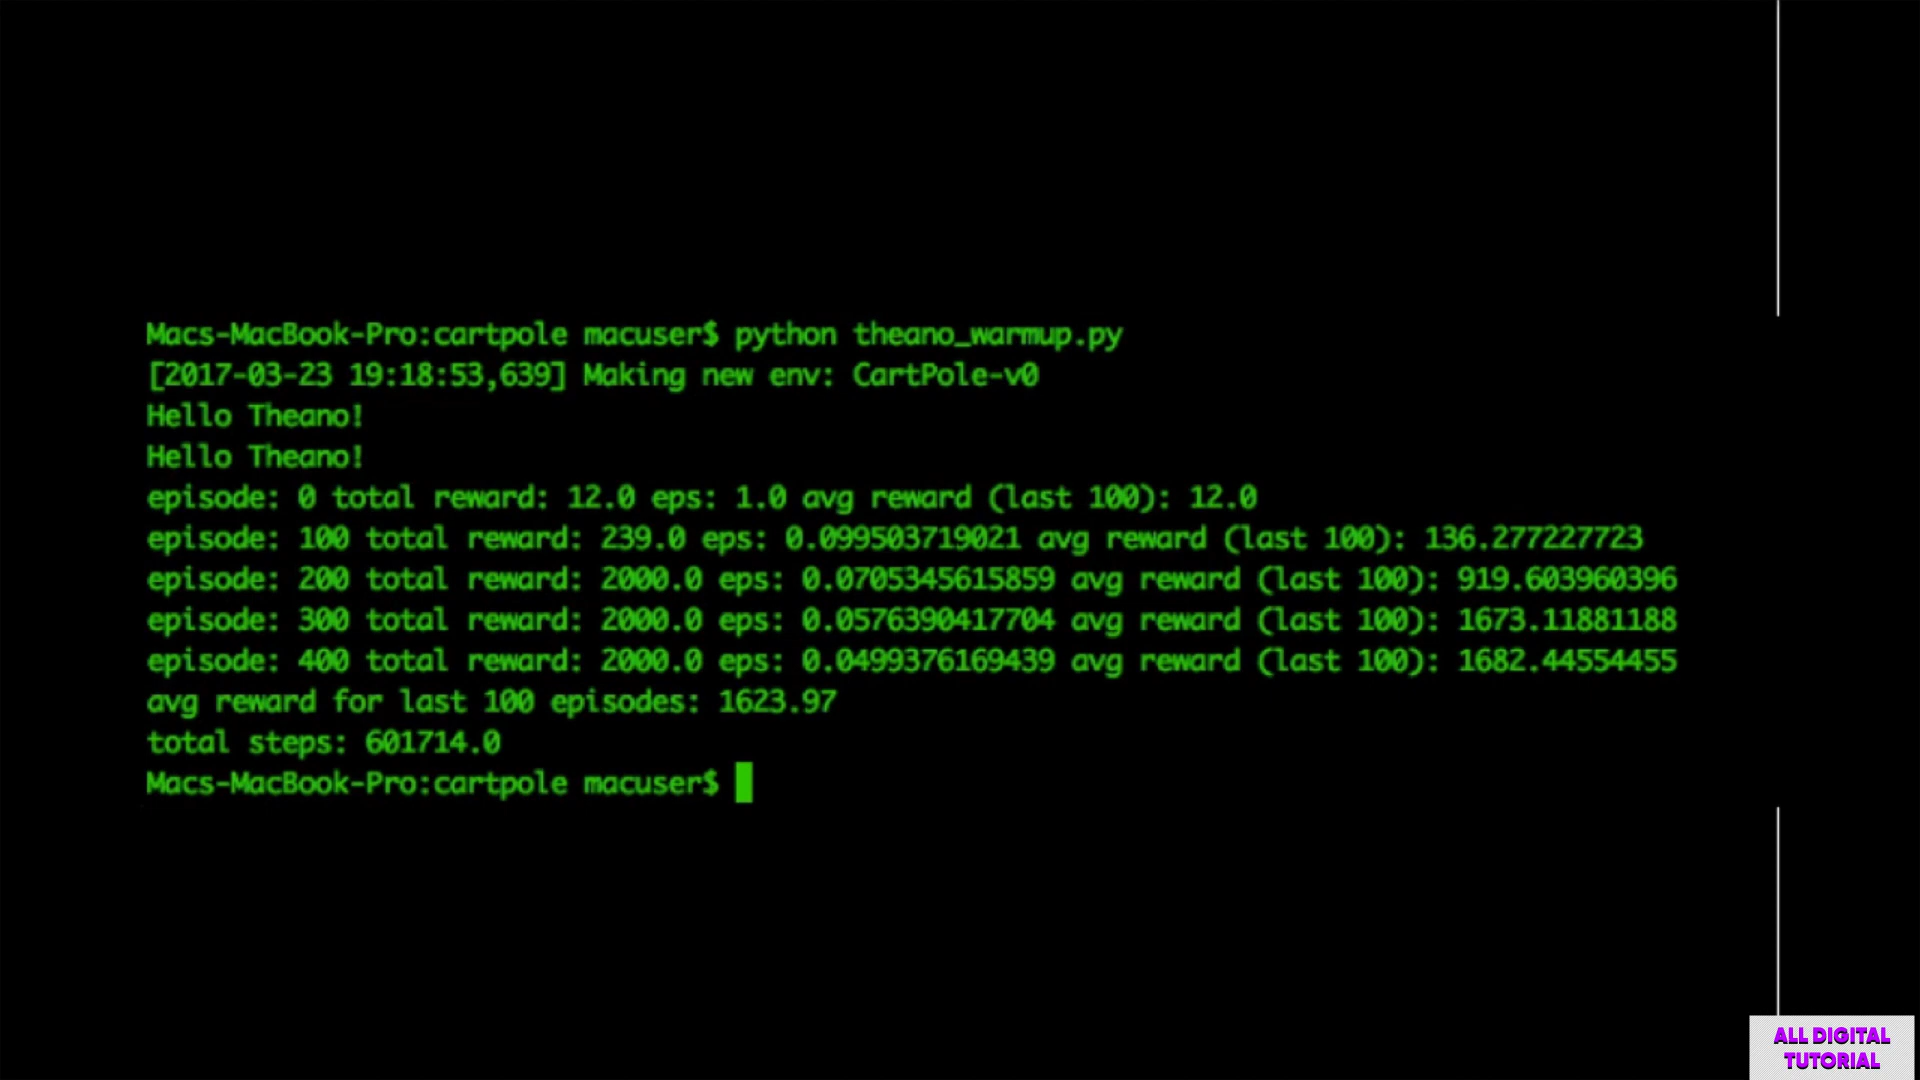 Macs-MacBook-Pro:cartpole macuser$ python theano_warmup.py
[2017-03-23 19:18:53,639] Making new env: CartPole-v0
Hello Theano!
Hello Theano!
episode: 0 total reward: 12.0 eps: 1.0 avg reward (last 100): 12.0
episode: 100 total reward: 239.0 eps: 0.099503719021 avg reward (last 100): 136.277227723
episode: 200 total reward: 2000.0 eps: 0.0705345615859 avg reward (last 100): 919.603960396
episode: 300 total reward: 2000.0 eps: 0.0576390417704 avg reward (last 100): 1673.11881188
episode: 400 total reward: 2000.0 eps: 0.0499376169439 avg reward (last 100): 1682.44554455
avg reward for last 100 episodes: 1623.97
total steps: 601714.0
Macs-MacBook-Pro:cartpole macuser$
ALL DIGITAL
TUTORIAL